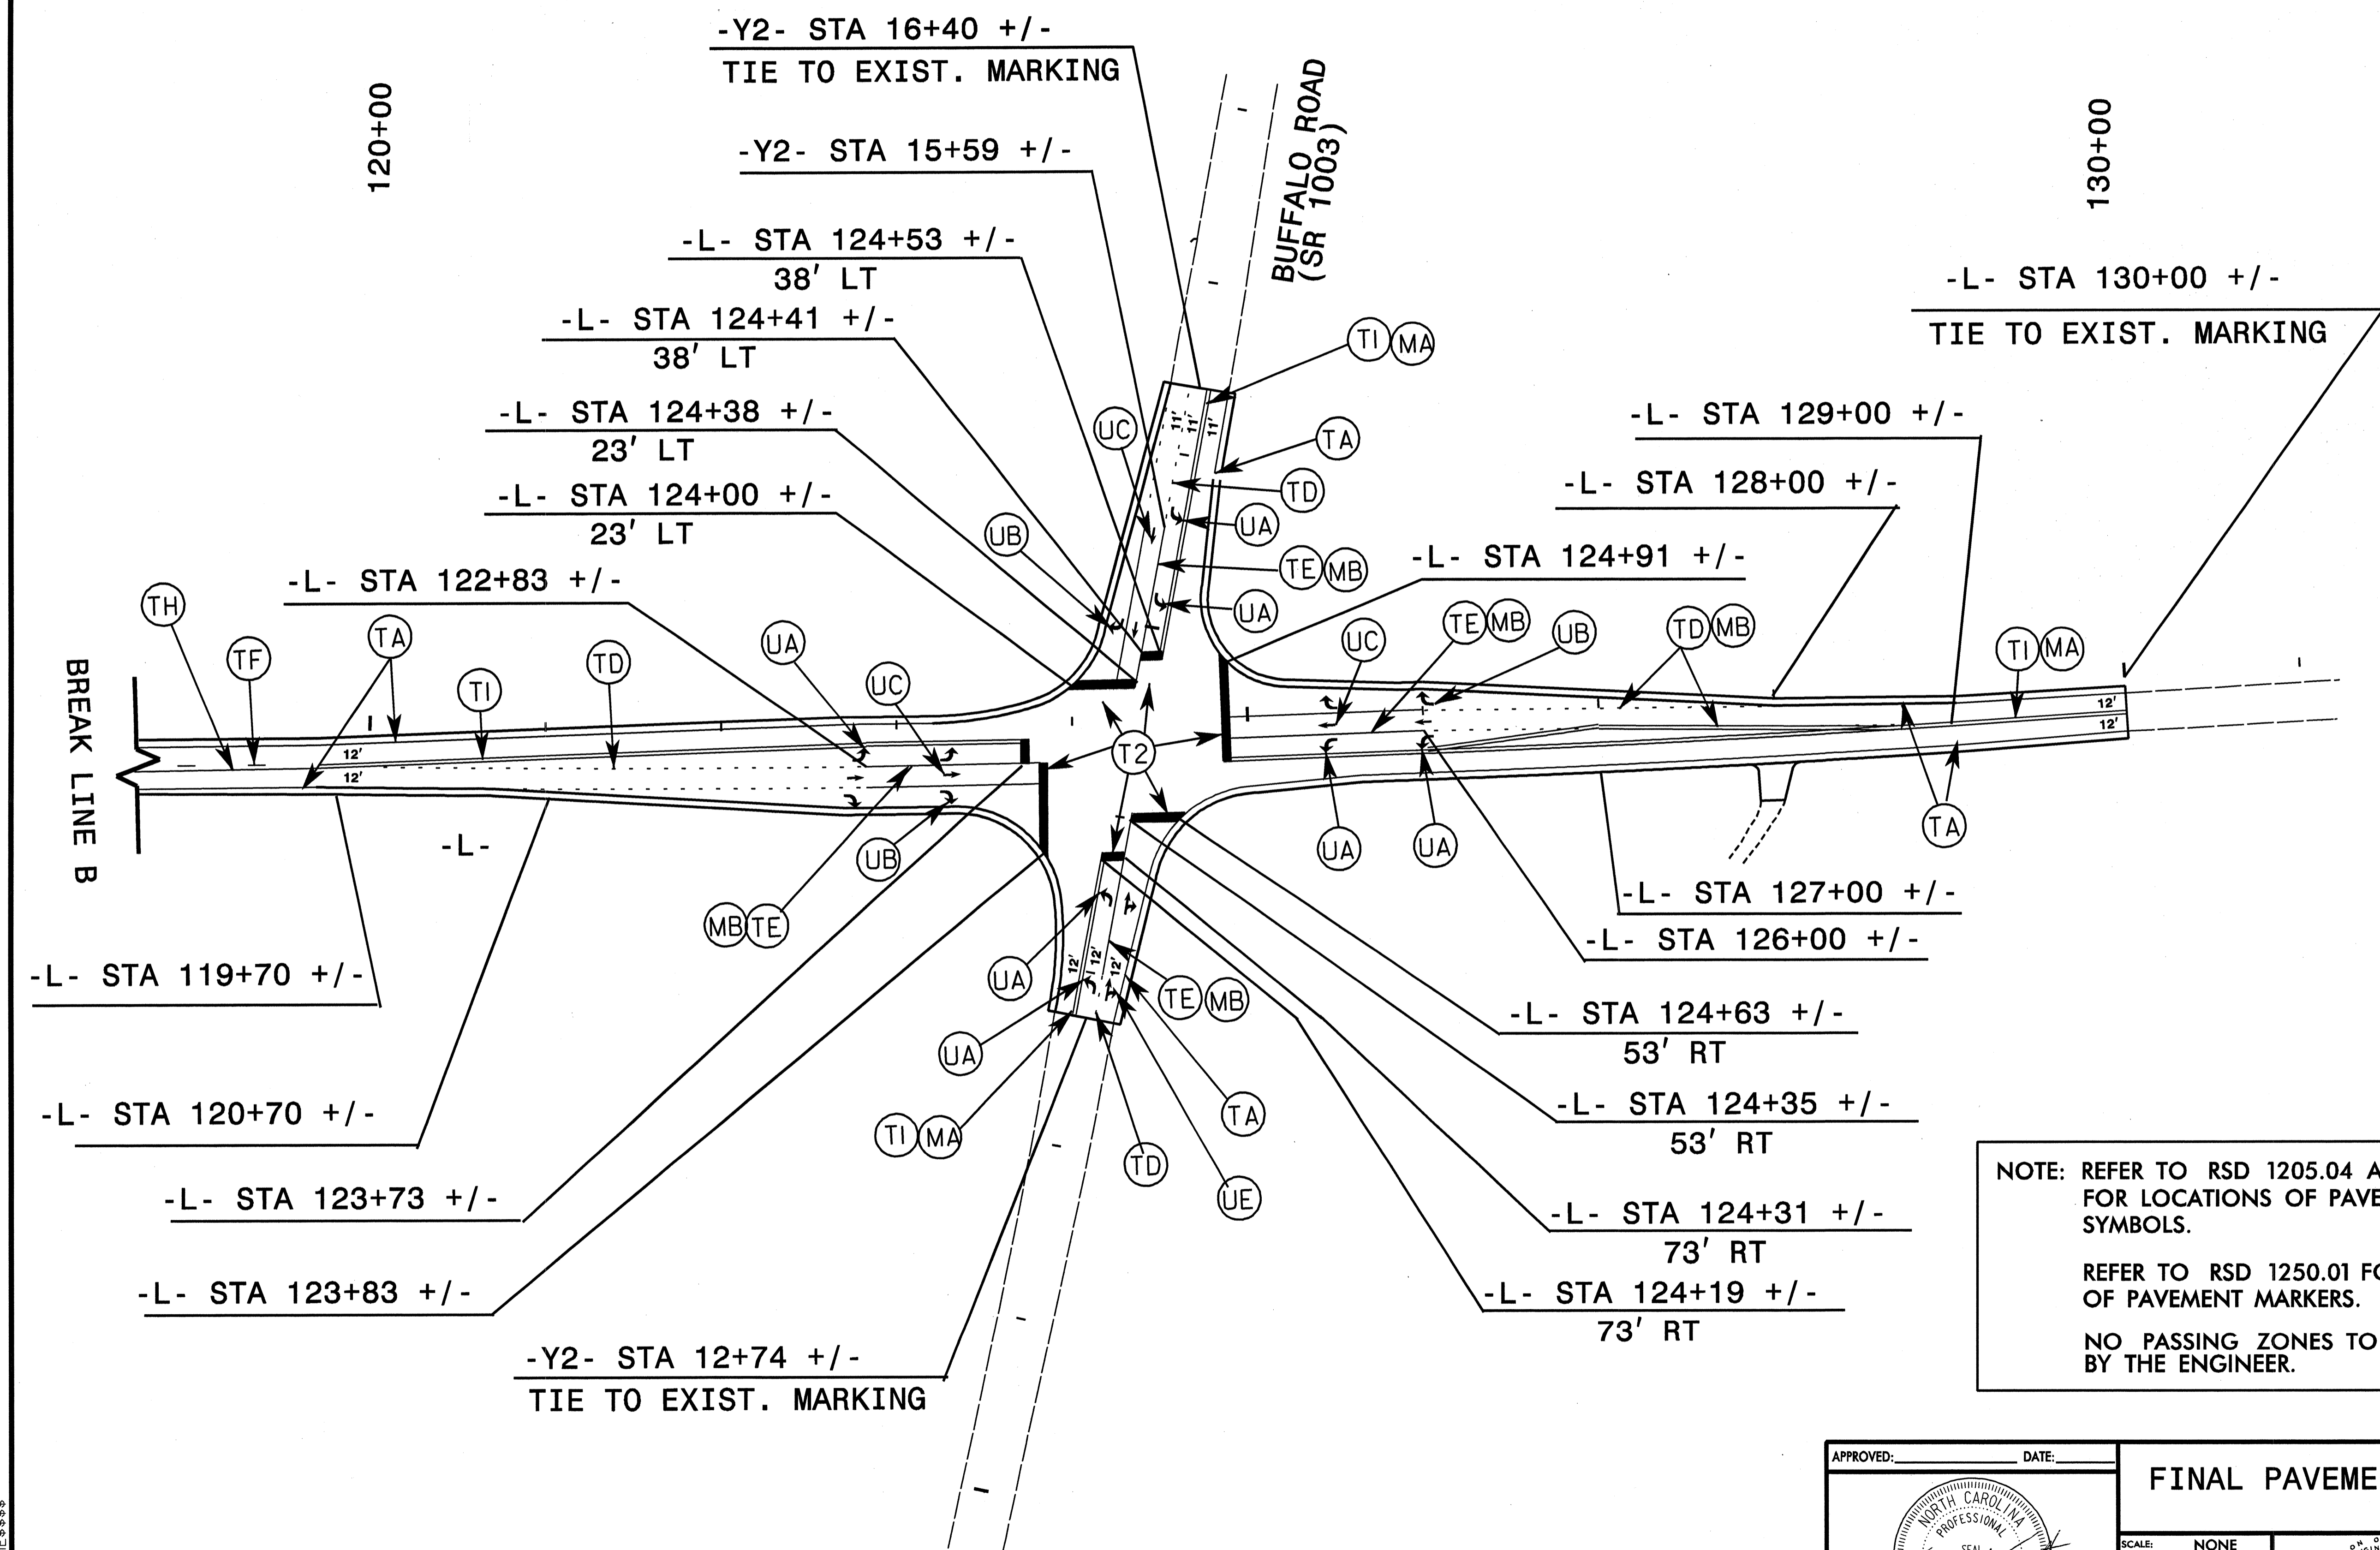 -Y2- STA 16+40 +/-
TIE TO EXIST. MARKING
120+00
-Y2- STA 15+59 +/-
BUFFALO ROAD
(SR 1003)
130+00
-L- STA 124+53 +/-
38' LT
-L- STA 130+00 +/-
TIE TO EXIST. MARKING
-L- STA 124+41 +/-
38' LT
TI MA
-L- STA 124+38 +/-
23' LT
UC
11' 11' 11'
TA
-L- STA 129+00 +/-
-L- STA 124+00 +/-
23' LT
TD
-L- STA 128+00 +/-
UB
UA
-L- STA 122+83 +/-
TE MB
-L- STA 124+91 +/-
TH
TA
UA
UA
UC
TE MB
UB
TD MB
TI MA
BREAK LINE B
TF
TI
TD
UC
12'
12'
12'
12'
T2
-L-
UB
UA
UA
TA
MB TE
-L- STA 127+00 +/-
-L- STA 126+00 +/-
-L- STA 119+70 +/-
UA
12' 12' 12'
TE MB
-L- STA 124+63 +/-
53' RT
UA
-L- STA 120+70 +/-
TI MA
TA
TD
UE
-L- STA 124+35 +/-
53' RT
-L- STA 123+73 +/-
-L- STA 124+31 +/-
73' RT
-L- STA 123+83 +/-
-L- STA 124+19 +/-
73' RT
-Y2- STA 12+74 +/-
TIE TO EXIST. MARKING
NOTE: REFER TO RSD 1205.04 A
FOR LOCATIONS OF PAVE
SYMBOLS.
REFER TO RSD 1250.01 FO
OF PAVEMENT MARKERS.
NO PASSING ZONES TO
BY THE ENGINEER.
APPROVED: DATE:
FINAL PAVEME
NORTH CAROLINA
PROFESSIONAL
SEAL
SCALE: NONE